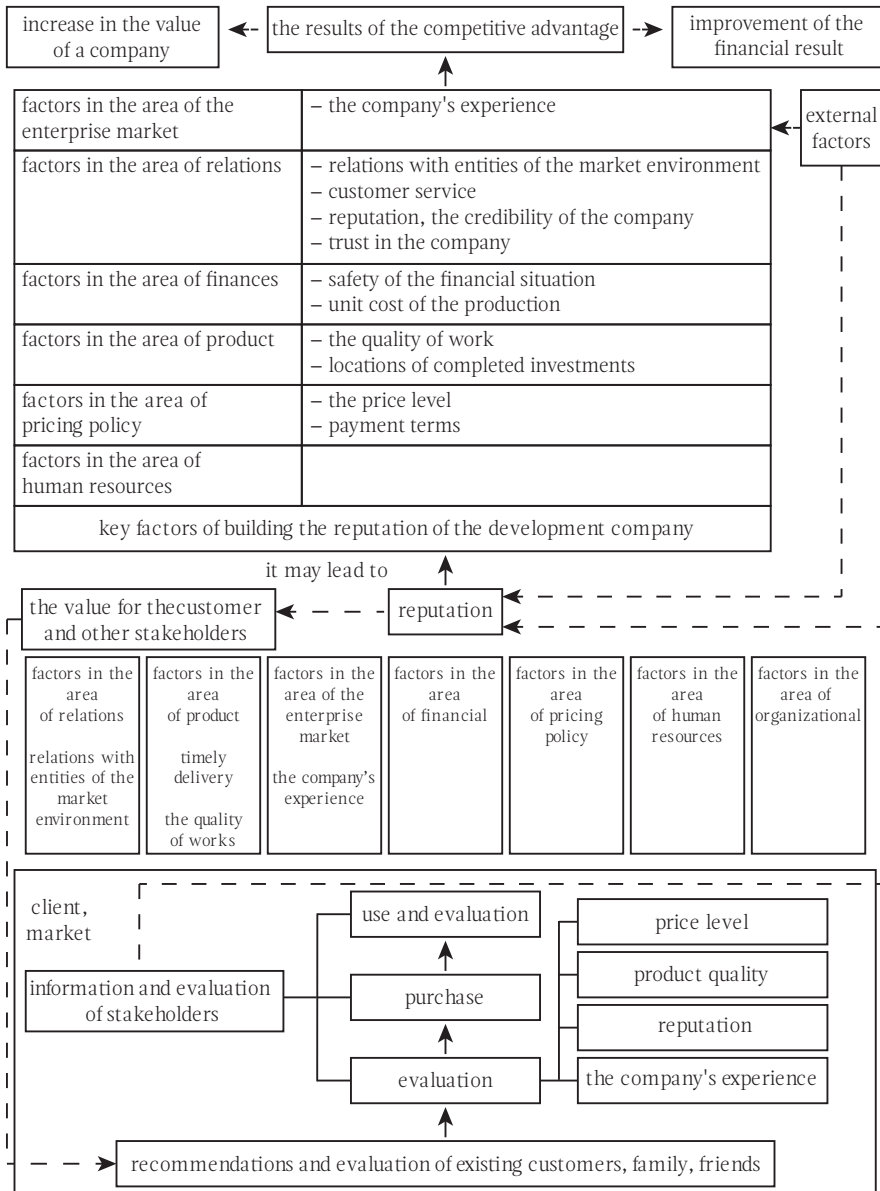 increase in the value
of a company
the results of the competitive advantage
improvement of the
financial result
factors in the area of the
enterprise market
– the company's experience
external
factors
factors in the area of relations
– relations with entities of the market environment
– customer service
– reputation, the credibility of the company
– trust in the company
factors in the area of finances
– safety of the financial situation
– unit cost of the production
factors in the area of product
– the quality of work
– locations of completed investments
factors in the area of
pricing policy
– the price level
– payment terms
factors in the area of
human resources
key factors of building the reputation of the development company
it may lead to
the value for thecustomer
and other stakeholders
reputation
factors in the
area
of relations
relations with
entities of the
market
environment
factors in the
area
of product
timely
delivery
the quality
of works
factors in the
area of the
enterprise
market
the company's
experience
factors in the
area
of financial
factors in the
area
of pricing
policy
factors in the
area
of human
resources
factors in the
area of
organizational
client,
market
use and evaluation
price level
product quality
information and evaluation
of stakeholders
purchase
reputation
evaluation
the company's experience
recommendations and evaluation of existing customers, family, friends